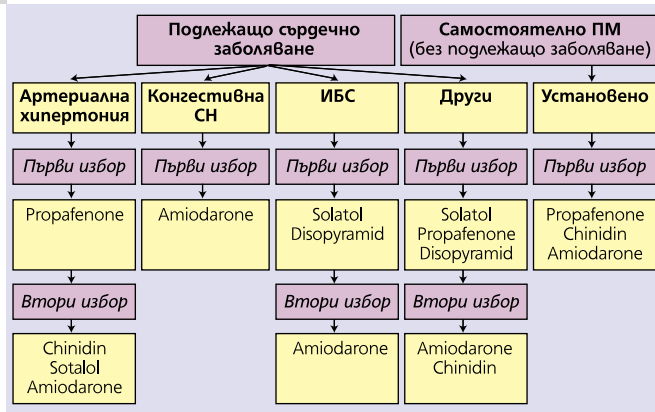 Подлежащо сърдечно
заболяване
Самостоятелно ПМ
(без подлежащо заболяване)
Артериална
хипертония
Конгестивна
СН
ИБС
Други
Установено
Първи избор
Първи избор
Първи избор
Първи избор
Първи избор
Propafenone
Amiodarone
Solatol
Disopyramid
Solatol
Propafenone
Disopyramid
Propafenone
Chinidin
Amiodarone
Втори избор
Втори избор
Втори избор
Chinidin
Sotalol
Amiodarone
Amiodarone
Amiodarone
Chinidin